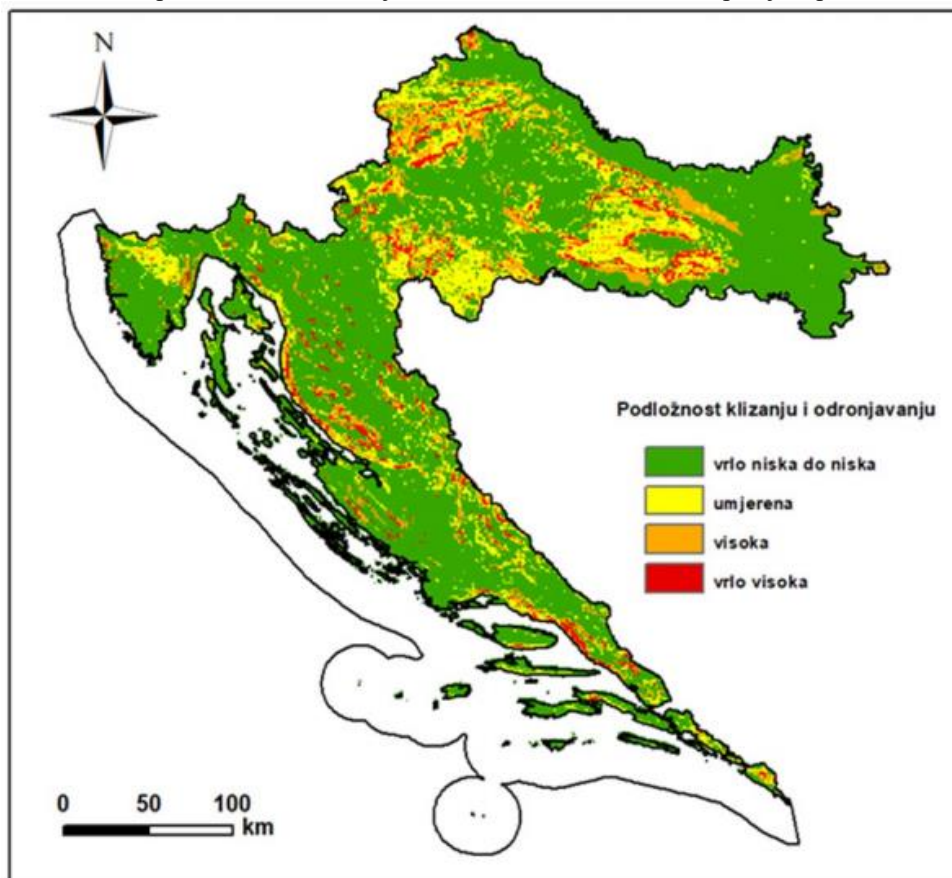 N
Podložnost klizanju i odronjavanju
vrlo niska do niska
umjerena
visoka
vrlo visoka
0 50 100
km